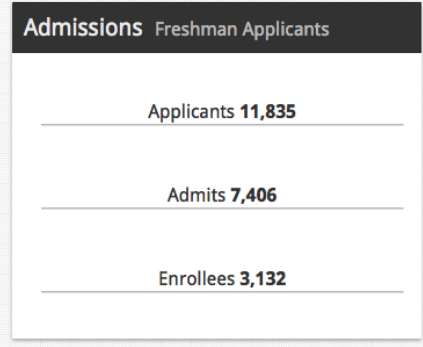 Admissions Freshman Applicants
Applicants 11,835
Admits 7,406
Enrollees 3,132